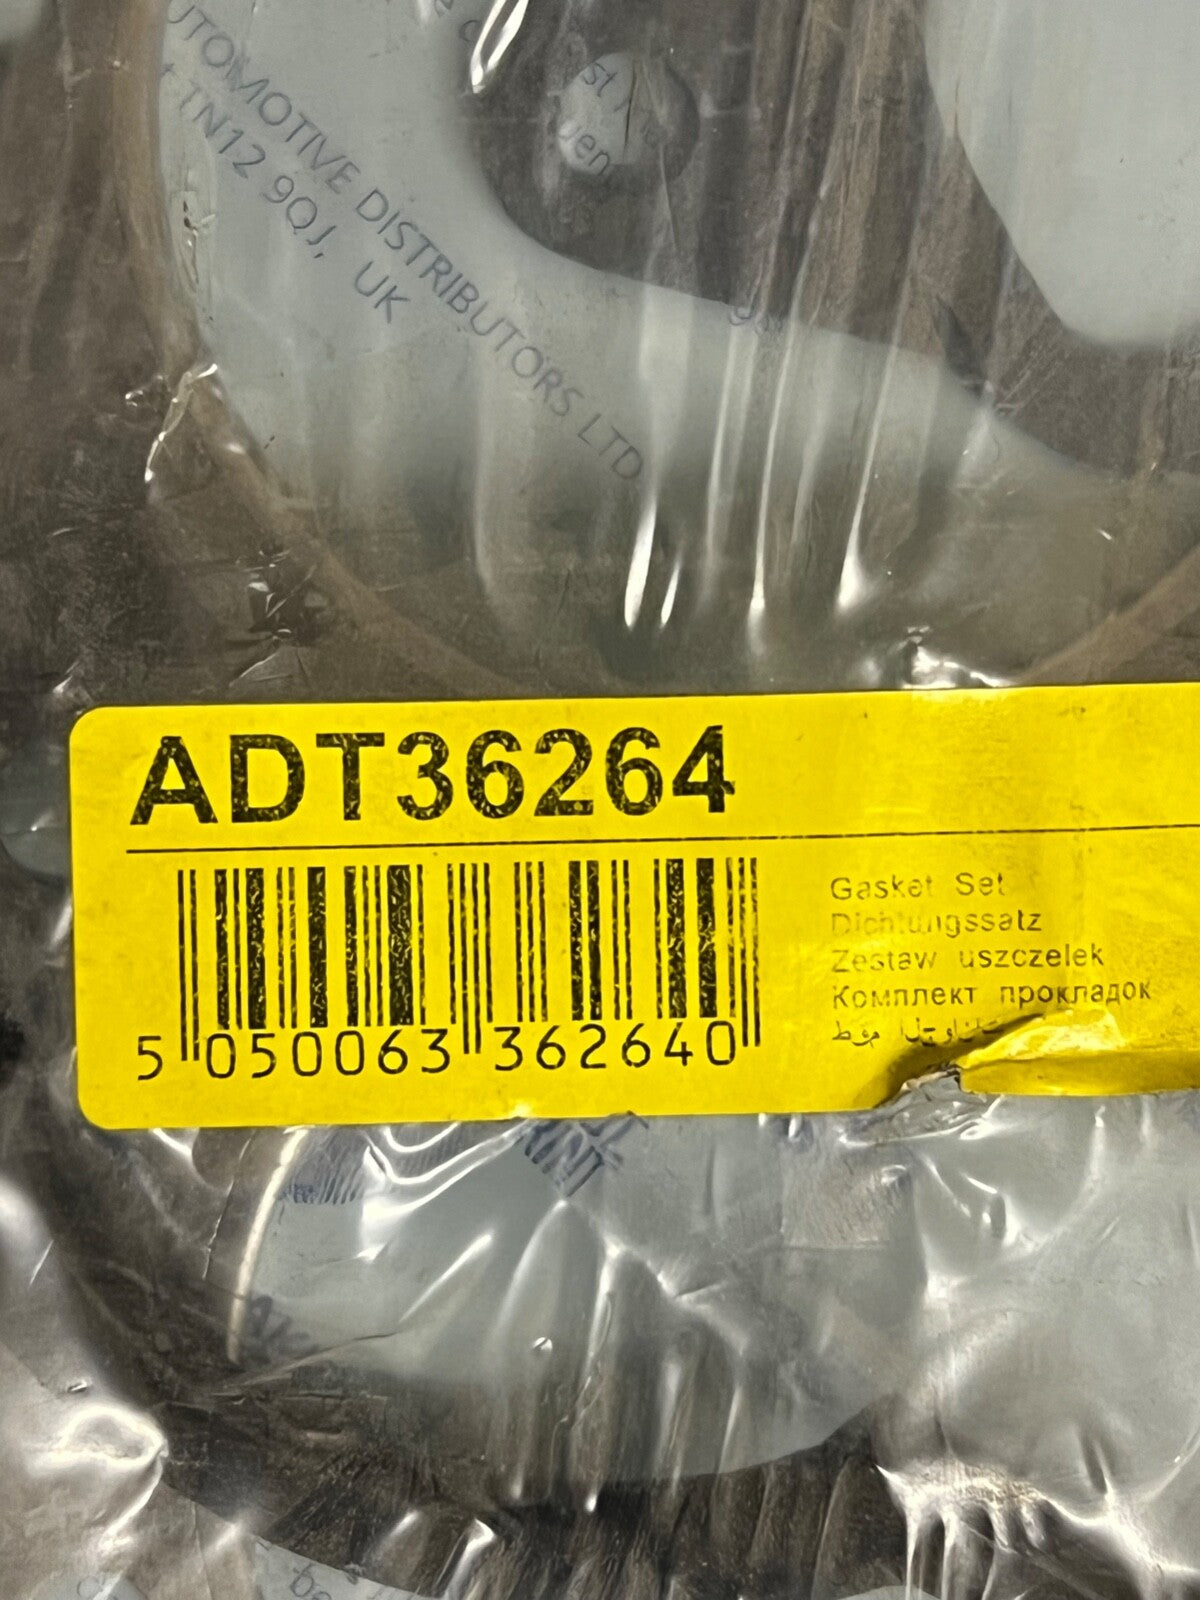 AUTOMOTIVE DISTRIBUTORS LTD
TN12 9QJ, UK
ADT36264
5 050063 362640
Gasket Set
Dichtungssatz
Zestaw uszczelek
Комплект прокладок